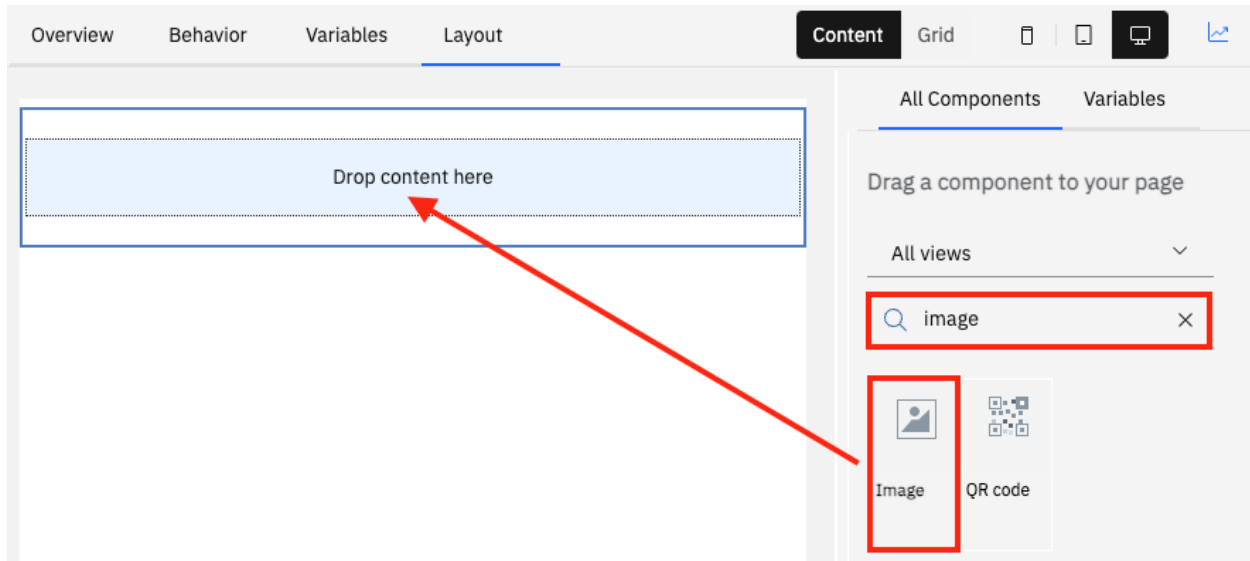 Overview Behavior Variables Layout Content Grid
All Components Variables
Drop content here
Drag a component to your page
All views
image
Image QR code